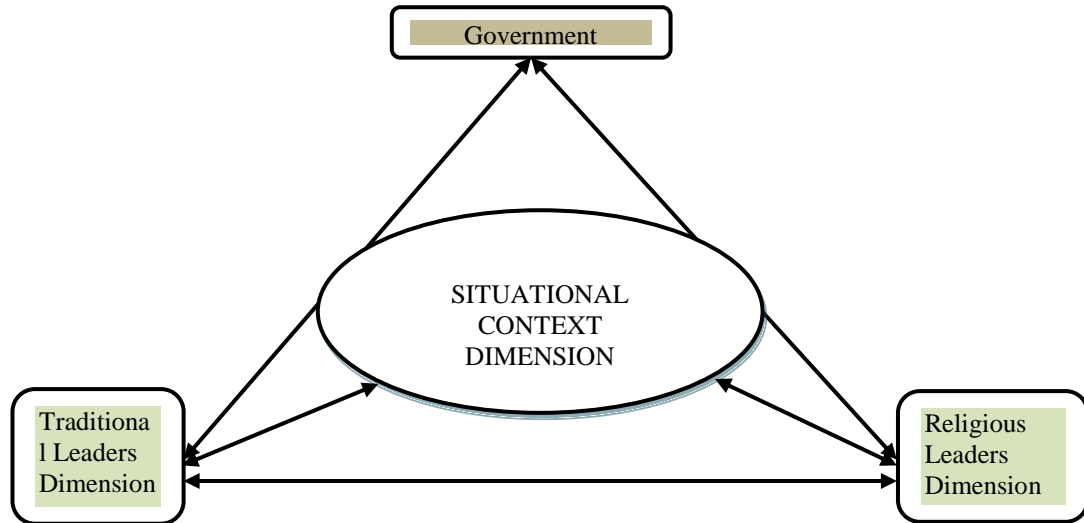 Government
SITUATIONAL
CONTEXT
DIMENSION
Traditiona
l Leaders
Dimension
Religious
Leaders
Dimension